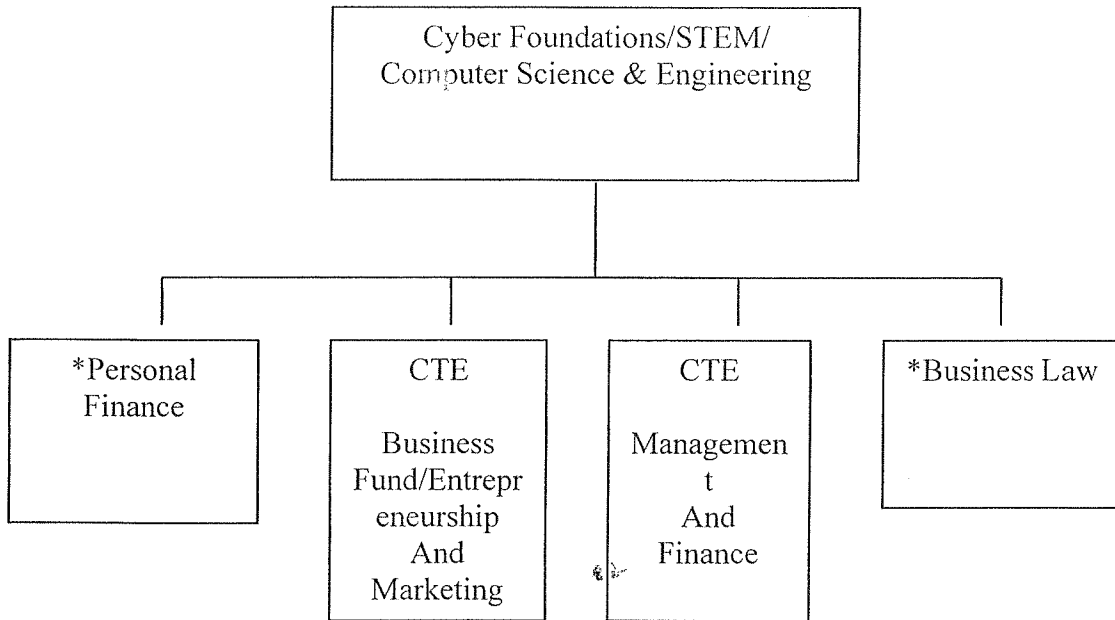 Cyber Foundations/STEM/
Computer Science & Engineering
*Personal
Finance
CTE
Business
Fund/Entrepr
eneurship
And
Marketing
CTE
Managemen
t
And
Finance
*Business Law